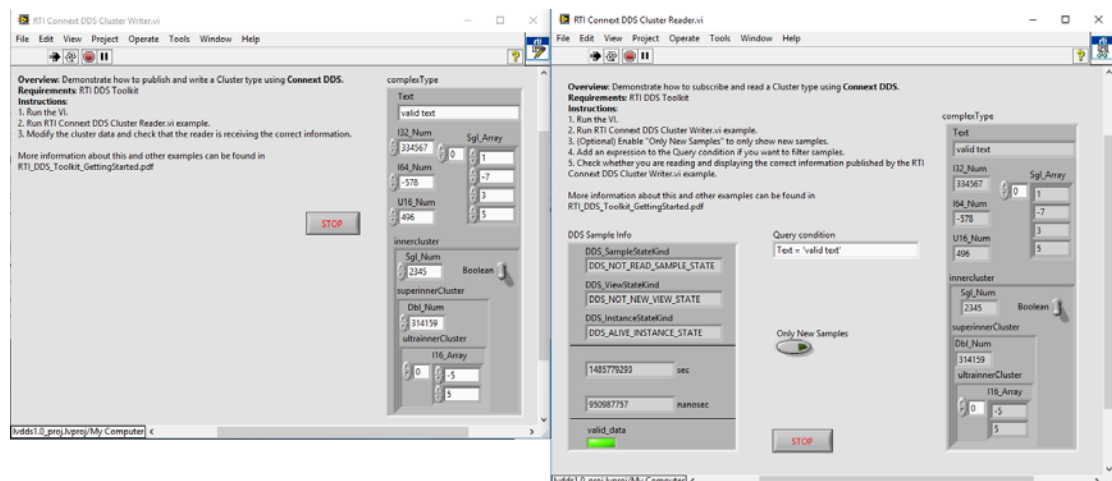 RTI Connext DDS Cluster Writer.vi
File Edit View Project Operate Tools Window Help
Overview: Demonstrate how to publish and write a Cluster type using Connext DDS.
Requirements: RTI DDS Toolkit
Instructions:
1. Run the VI.
2. Run RTI Connext DDS Cluster Reader.vi example.
3. Modify the cluster data and check that the reader is receiving the correct information.
More information about this and other examples can be found in
RTI_DDS_Toolkit_GettingStarted.pdf
STOP
complexType
Text
valid text
I32_Num
334567
I64_Num
-578
U16_Num
496
Sgl_Array
0
1
-7
3
5
innercluster
Sgl_Num
2345
Boolean
superinnerCluster
Dbl_Num
314159
ultrainnerCluster
I16_Array
0
-5
5
lvdds1.0_proj.lvproj/My Computer
RTI Connext DDS Cluster Reader.vi
File Edit View Project Operate Tools Window Help
Overview: Demonstrate how to subscribe and read a Cluster type using Connext DDS.
Requirements: RTI DDS Toolkit
Instructions:
1. Run the VI.
2. Run RTI Connext DDS Cluster Writer.vi example.
3. (Optional) Enable "Only New Samples" to only show new samples.
4. Add an expression to the Query condition if you want to filter samples.
5. Check whether you are reading and displaying the correct information published by the RTI
Connext DDS Cluster Writer.vi example.
More information about this and other examples can be found in
RTI_DDS_Toolkit_GettingStarted.pdf
DDS Sample Info
DDS_SampleStateKind
DDS_NOT_READ_SAMPLE_STATE
DDS_ViewStateKind
DDS_NOT_NEW_VIEW_STATE
DDS_InstanceStateKind
DDS_ALIVE_INSTANCE_STATE
1485779293 sec
950987757 nanosec
valid_data
Query condition
Text = 'valid text'
Only New Samples
STOP
complexType
Text
valid text
I32_Num
334567
I64_Num
-578
U16_Num
496
Sgl_Array
0
1
-7
3
5
innercluster
Sgl_Num
2345
Boolean
superinnerCluster
Dbl_Num
314159
ultrainnerCluster
I16_Array
0
-5
5
lvdds1.0_proj.lvproj/My Computer